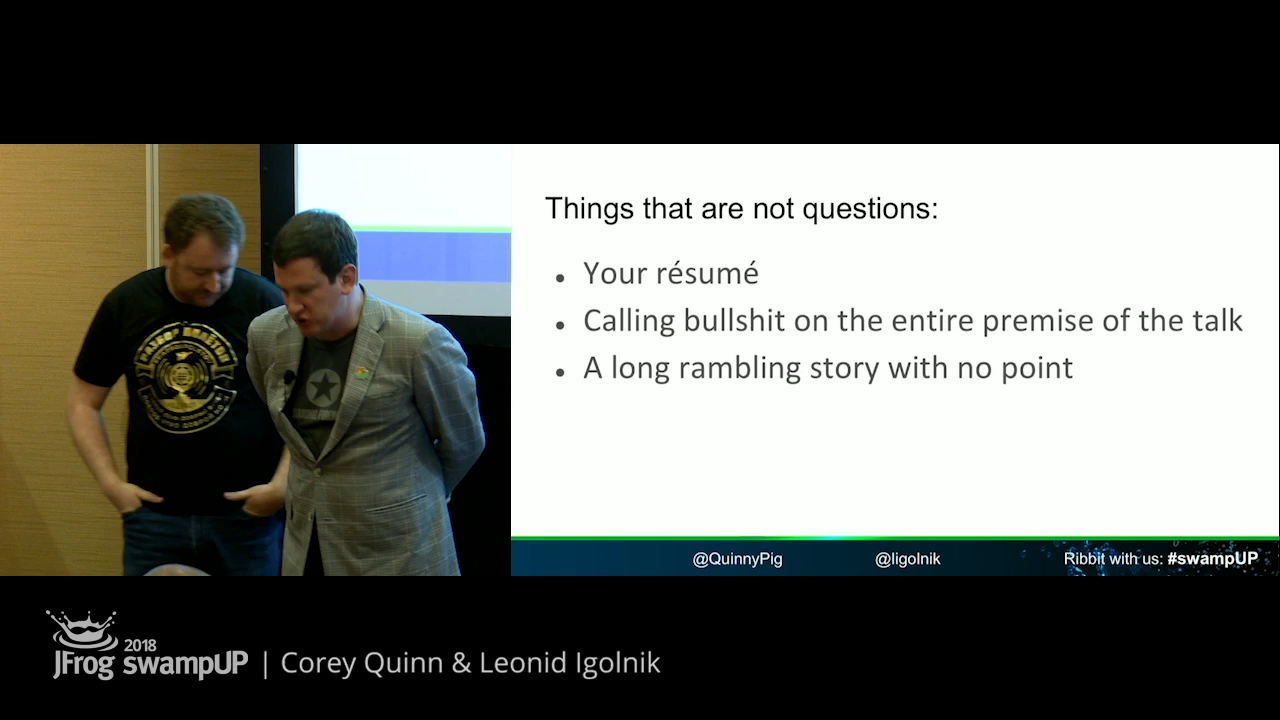 Things that are not questions:
Your résumé
Calling bullshit on the entire premise of the talk
A long rambling story with no point
@QuinnyPig
@ligolnik
Ribbit with us: #swampUP
2018
JFrog swampUP | Corey Quinn & Leonid Igolnik